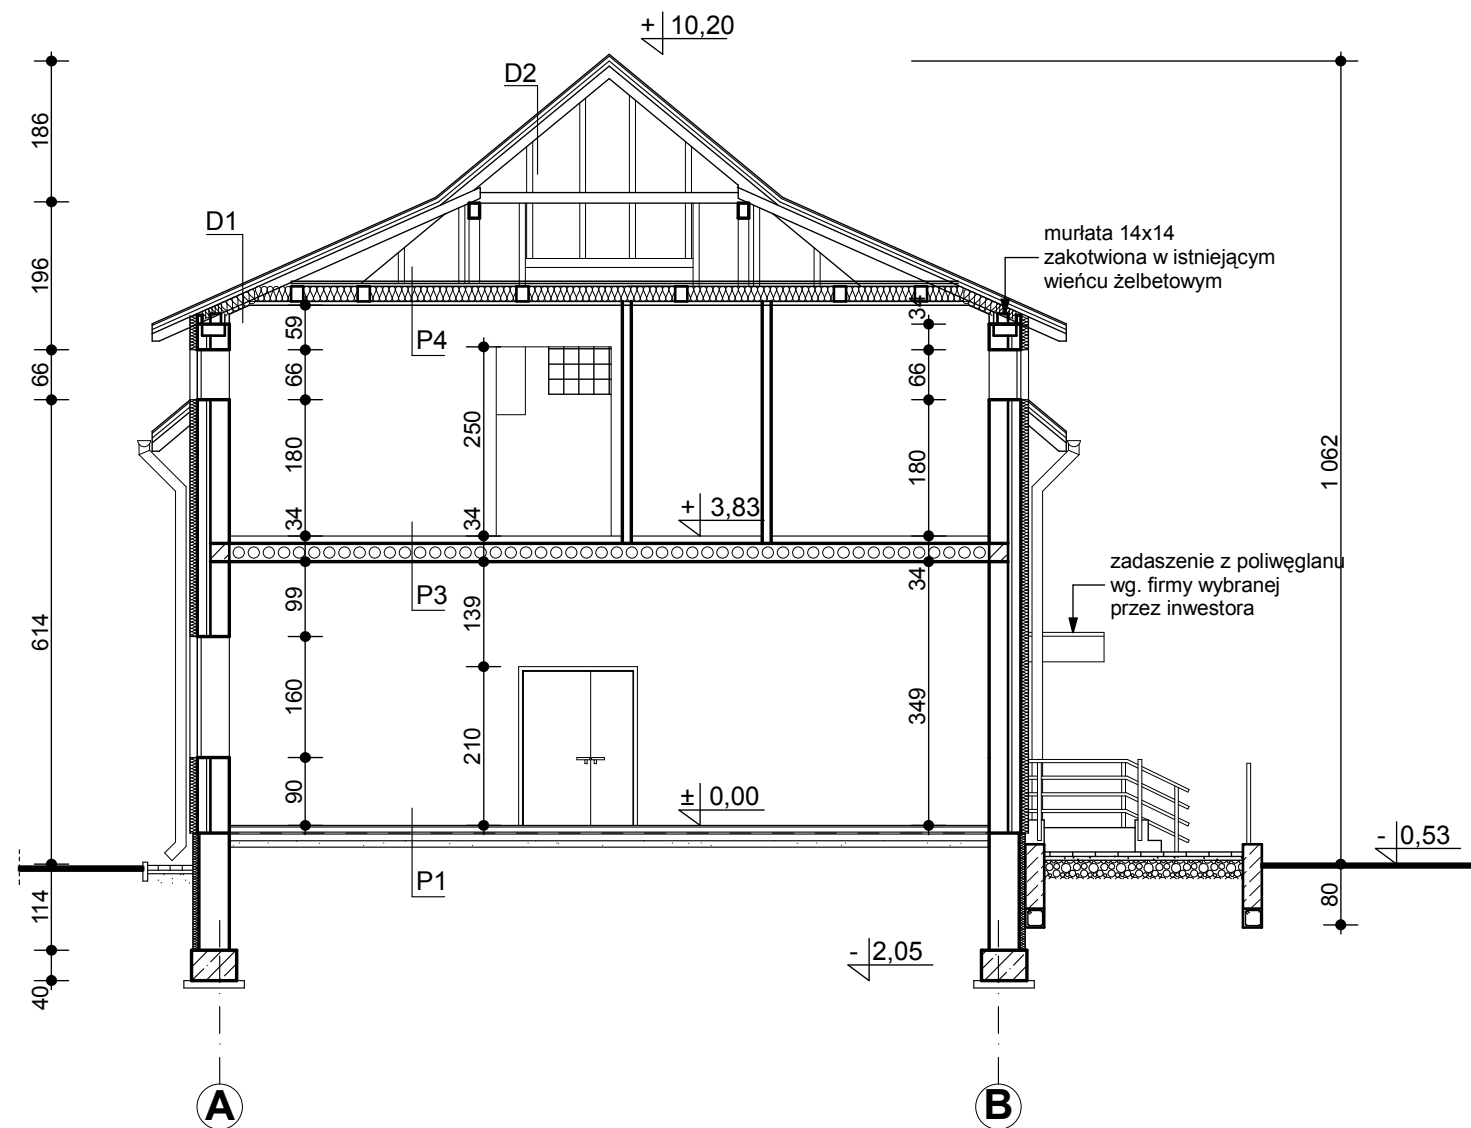 + 10,20
D2
186
D1
murłata 14x14
zakotwiona w istniejącym
wieńcu żelbetowym
196
34
59
P4
66
66
66
250
180
180
1 062
+ 3,83
34
34
zadaszenie z poliwęglanu
wg. firmy wybranej
przez inwestora
34
99
P3
139
614
160
349
210
90
± 0,00
- 0,53
P1
114
80
- 2,05
40
A
B